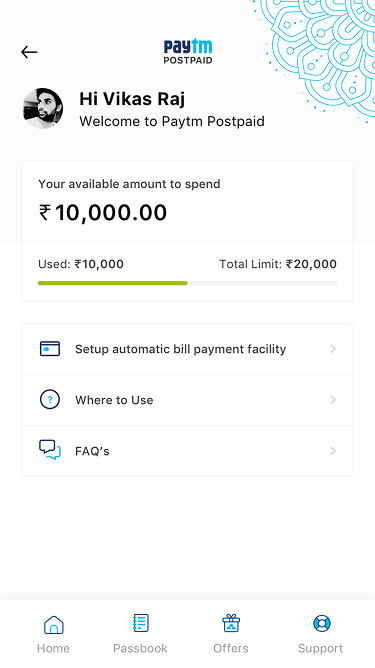 paytm
POSTPAID
Hi Vikas Raj
Welcome to Paytm Postpaid
Your available amount to spend
₹10,000.00
Used: ₹10,000 Total Limit: ₹20,000
Setup automatic bill payment facility
? Where to Use
FAQ's
Home Passbook Offers Support